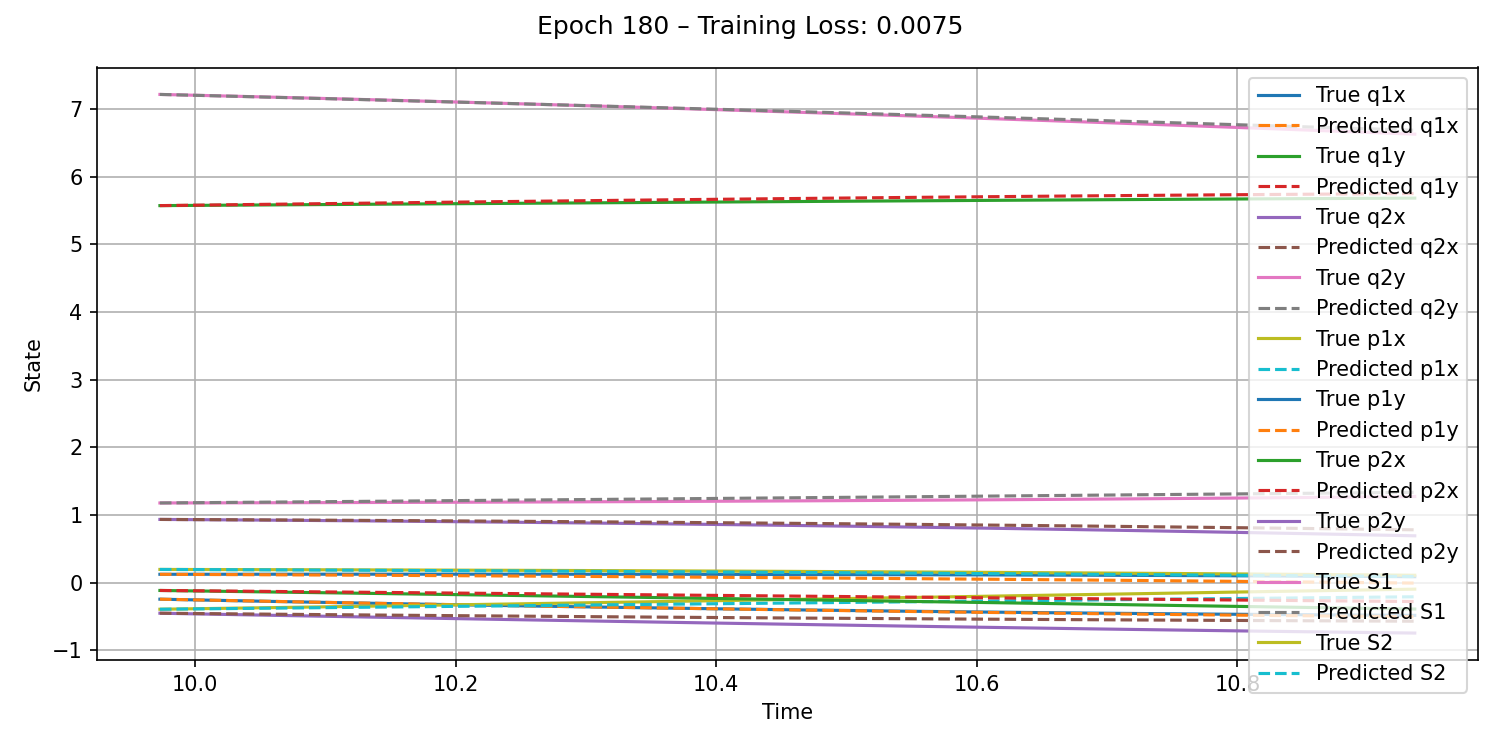 Epoch 180 – Training Loss: 0.0075
7
6
5
4
3
2
1
0
−1
State
10.0
10.2
10.4
10.6
10.8
Time
True q1x
Predicted q1x
True q1y
Predicted q1y
True q2x
Predicted q2x
True q2y
Predicted q2y
True p1x
Predicted p1x
True p1y
Predicted p1y
True p2x
Predicted p2x
True p2y
Predicted p2y
True S1
Predicted S1
True S2
Predicted S2